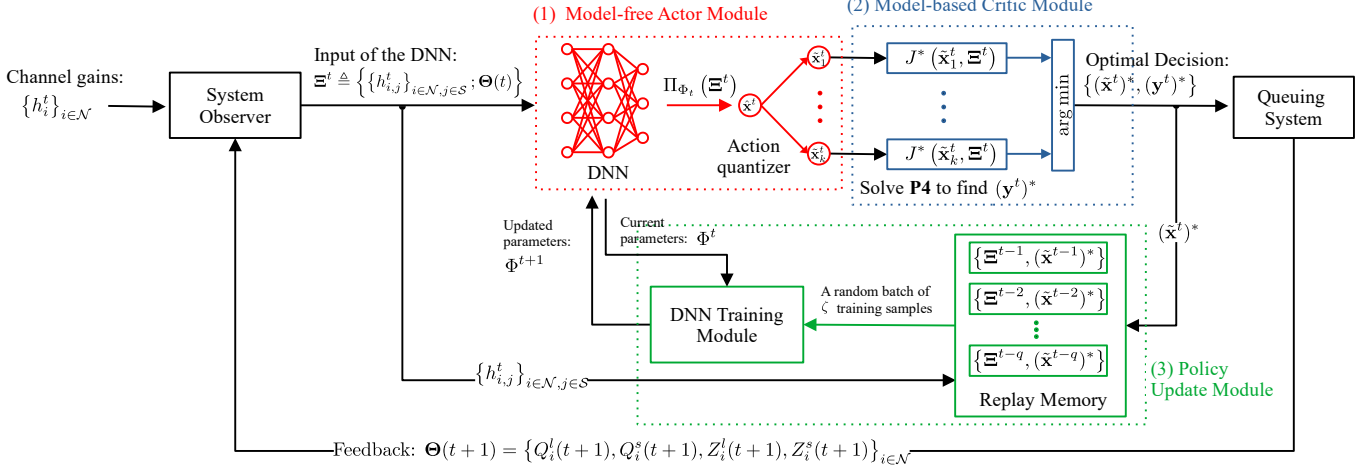 (1) Model-free Actor Module
(2) Model-based Critic Module
Channel gains:
{h_i^t}_{i∈𝒩}
System
Observer
Input of the DNN:
Ξ^t ≜ {{h_{i,j}^t}_{i∈𝒩,j∈𝒮}; Θ(t)}
DNN
Π_{Φ_t}(Ξ^t)
x̂^t
Action
quantizer
x̃_1^t
x̃_k^t
J*(x̃_1^t, Ξ^t)
J*(x̃_k^t, Ξ^t)
Solve P4 to find (y^t)*
arg min
Optimal Decision:
{(x̃^t)*, (y^t)*}
Queuing
System
Updated
parameters:
Φ^{t+1}
Current
parameters: Φ^t
(x̃^t)*
DNN Training
Module
A random batch of
ζ training samples
{Ξ^{t−1}, (x̃^{t−1})*}
{Ξ^{t−2}, (x̃^{t−2})*}
{Ξ^{t−q}, (x̃^{t−q})*}
Replay Memory
(3) Policy
Update Module
{h_{i,j}^t}_{i∈𝒩,j∈𝒮}
Feedback: Θ(t+1) = {Q_i^l(t+1), Q_i^s(t+1), Z_i^l(t+1), Z_i^s(t+1)}_{i∈𝒩}